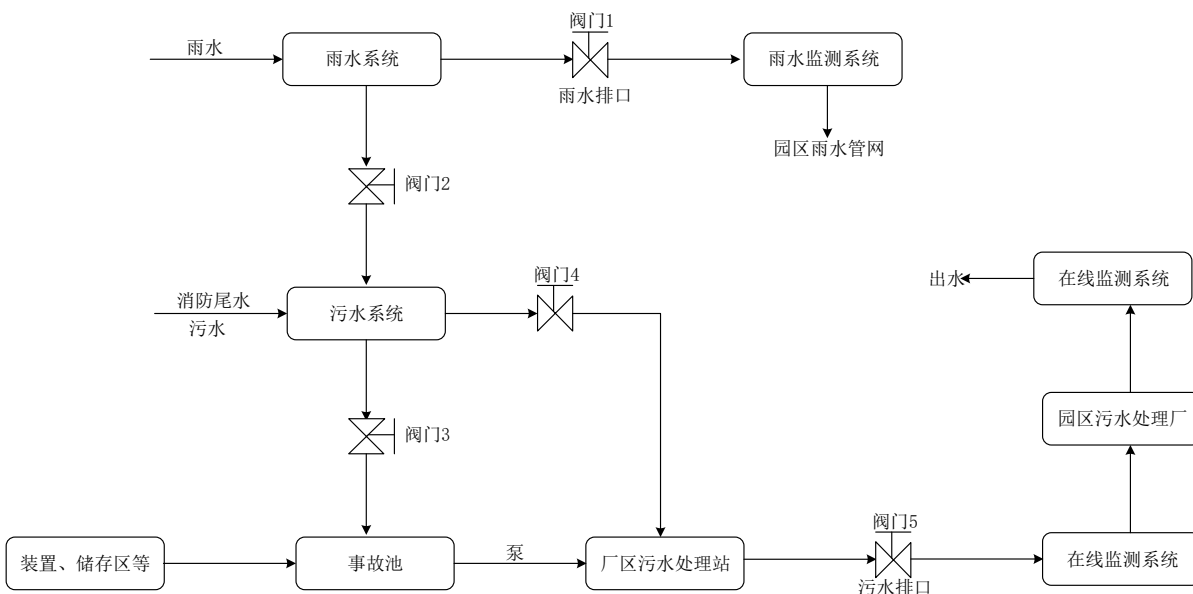 阀门1
雨水
雨水系统
雨水监测系统
雨水排口
园区雨水管网
阀门2
阀门4
出水
在线监测系统
消防尾水
污水
污水系统
阀门3
园区污水处理厂
阀门5
装置、储存区等
事故池
泵
厂区污水处理站
在线监测系统
污水排口